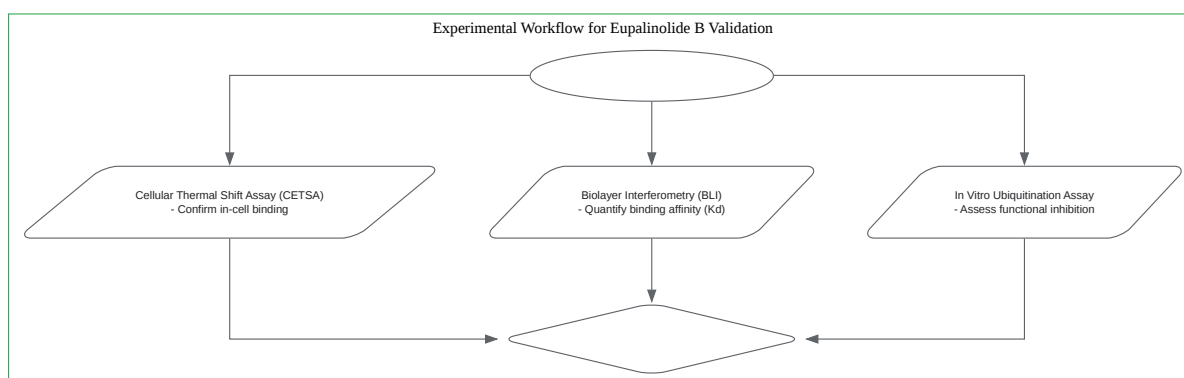 Experimental Workflow for Eupalinolide B Validation
Cellular Thermal Shift Assay (CETSA)
- Confirm in-cell binding
Biolayer Interferometry (BLI)
- Quantify binding affinity (Kd)
In Vitro Ubiquitination Assay
- Assess functional inhibition